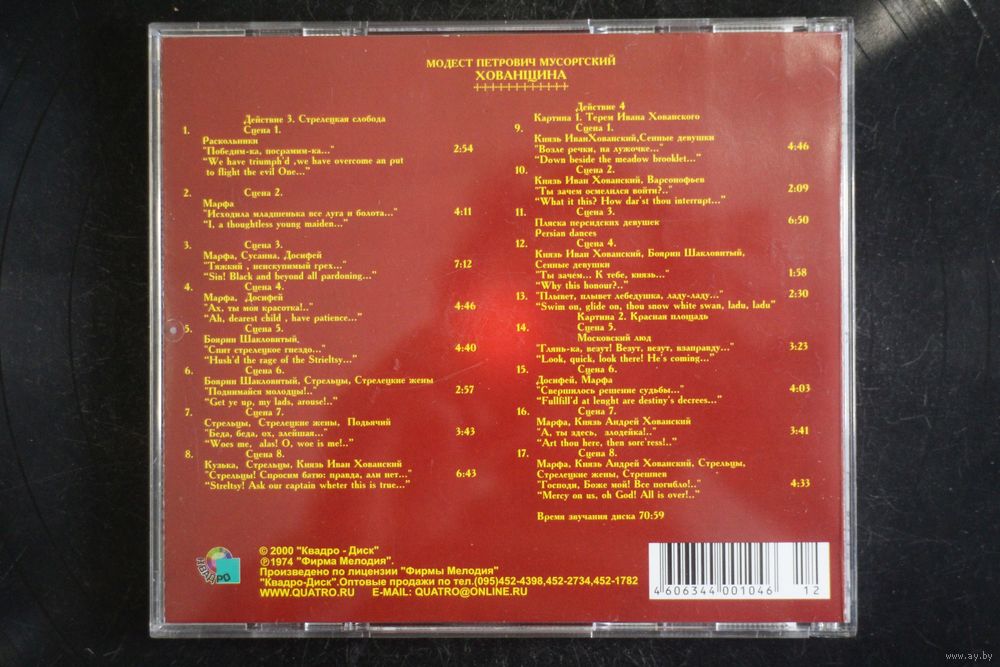 МОДЕСТ ПЕТРОВИЧ МУСОРГСКИЙ
ХОВАНЩИНА
Действие 3. Стрелецкая слобода
1. Сцена 1.
Раскольники
"Победим-ка, посрамим-ка..." 2:54
"We have triumph'd ,we have overcome an put
to flight the evil One..."
2. Сцена 2.
Марфа
"Исходила младшенька все луга и болота..." 4:11
"I, a thoughtless young maiden..."
3. Сцена 3.
Марфа, Сусанна, Досифей
"Тяжкий , неискупимый грех..." 7:12
"Sin! Black and beyond all pardoning..."
4. Сцена 4.
Марфа, Досифей
"Ах, ты моя красотка!.. 4:46
"Ah, dearest child , have patience..."
5. Сцена 5.
Боярин Шакловитый,
"Спит стрелецкое гнездо..." 4:40
"Hush'd the rage of the Strieltsy..."
6. Сцена 6.
Боярин Шакловитый, Стрельцы, Стрелецкие жены
"Поднимайся молодцы!.." 2:57
"Get ye up, my lads, arouse!.."
7. Сцена 7.
Стрельцы, Стрелецкие жены, Подьячий
"Беда, беда, ох, злейшая..." 3:43
"Woes me, alas! O, woe is me!.."
8. Сцена 8.
Кузька, Стрельцы, Князь Иван Хованский
"Стрельцы! Спросим батю: правда, али нет..." 6:43
"Streltsy! Ask our captain wheter this is true..."
Действие 4
Картина 1. Терем Ивана Хованского
9. Сцена 1.
Князь ИванХованский,Сенные девушки
"Возле речки, на лужочке..." 4:46
"Down beside the meadow brooklet..."
10. Сцена 2.
Князь Иван Хованский, Варсонофьев
"Ты зачем осмелился войти?.." 2:09
"What it this? How dar'st thou interrupt..."
11. Сцена 3.
Пляска персидских девушек 6:50
Persian dances
12. Сцена 4.
Князь Иван Хованский, Боярин Шакловитый,
Сенные девушки
"Ты зачем... К тебе, князь..." 1:58
"Why this honour?.."
13. "Плывет, плывет лебедушка, ладу-ладу..." 2:30
"Swim on, glide on, thou snow white swan, ladu, ladu"
Картина 2. Красная площадь
14. Сцена 5.
Московский люд
"Глянь-ка, везут! Везут, везут, взаправду..." 3:23
"Look, quick, look there! He's coming..."
15. Сцена 6.
Досифей, Марфа
"Свершилось решение судьбы..." 4:03
"Fullfill'd at lenght are destiny's decrees..."
16. Сцена 7.
Марфа, Князь Андрей Хованский
"А, ты здесь, злодейка!.." 3:41
"Art thou here, then sorc'ress!.."
17. Сцена 8.
Марфа, Князь Андрей Хованский, Стрельцы,
Стрелецкие жены, Стрешнев
"Господи, Боже мой! Все погибло!.." 4:33
"Mercy on us, oh God! All is over!.."
Время звучания диска 70:59
КВАДРО
© 2000 "Квадро - Диск"
℗1974 "Фирма Мелодия".
Произведено по лицензии "Фирмы Мелодия"
"Квадро-Диск".Оптовые продажи по тел.(095)452-4398,452-2734,452-1782
WWW.QUATRO.RU E-MAIL: QUATRO@ONLINE.RU
4 606344 001046 12
www.ay.by